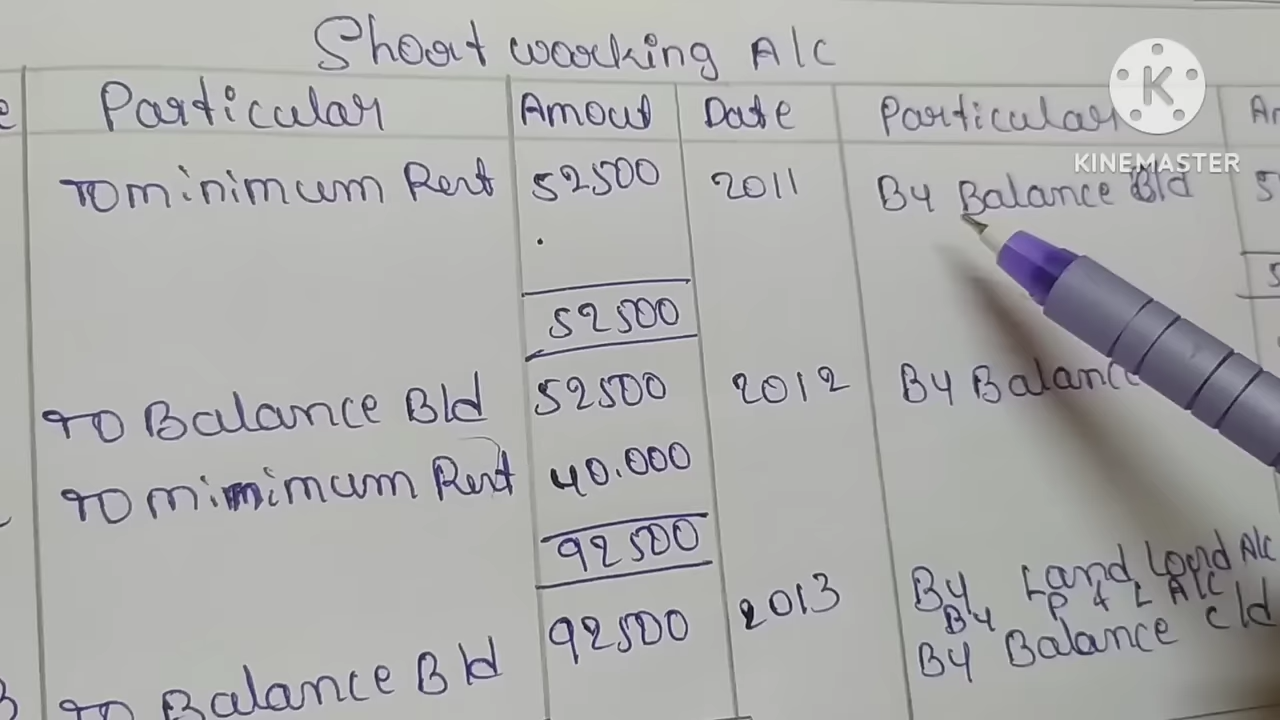 Short working A/C
Particular Amout Date Particular
To minimum Rent 52500 2011 By Balance B/d
52500
To Balance B/d 52500 2012 By Balance
To minimum Rent 40.000
92500
To Balance B/d 92500 2013 By Land Lord A/c
By P & L A/C
By Balance c/d
K
KINEMASTER